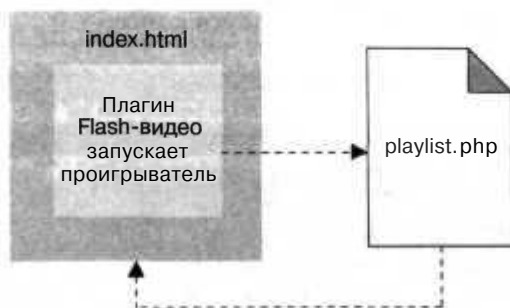 index.html
Плагин
Flash-видео
запускает
проигрыватель
playlist.php